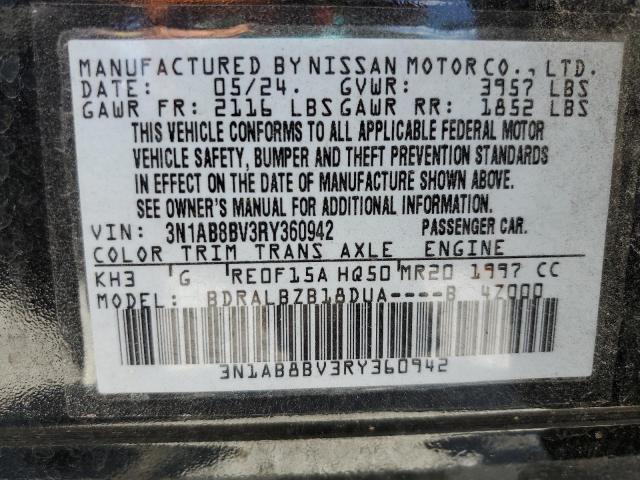 MANUFACTURED BY NISSAN MOTOR CO., LTD.
DATE: 05/24. GVWR: 3957 LBS
GAWR FR: 2116 LBS GAWR RR: 1852 LBS
THIS VEHICLE CONFORMS TO ALL APPLICABLE FEDERAL MOTOR
VEHICLE SAFETY, BUMPER AND THEFT PREVENTION STANDARDS
IN EFFECT ON THE DATE OF MANUFACTURE SHOWN ABOVE.
SEE OWNER'S MANUAL FOR ADDITIONAL INFORMATION.
VIN: 3N1AB8BV3RY360942 PASSENGER CAR.
COLOR TRIM TRANS AXLE ENGINE
KH3 G RE0F15A HQ50 MR20 1997 CC
MODEL: BDRALBZB18DUA----B 4Z000
3N1AB8BV3RY360942